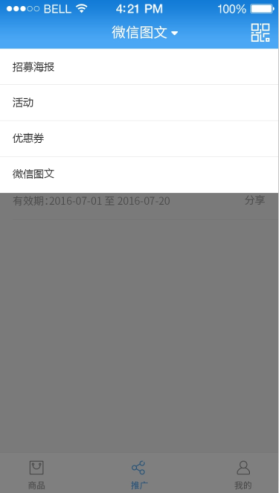 BELL 4:21 PM 100%
微信图文
招募海报
活动
优惠券
微信图文
有效期:2016-07-01 至 2016-07-20 分享
商品 推广 我的